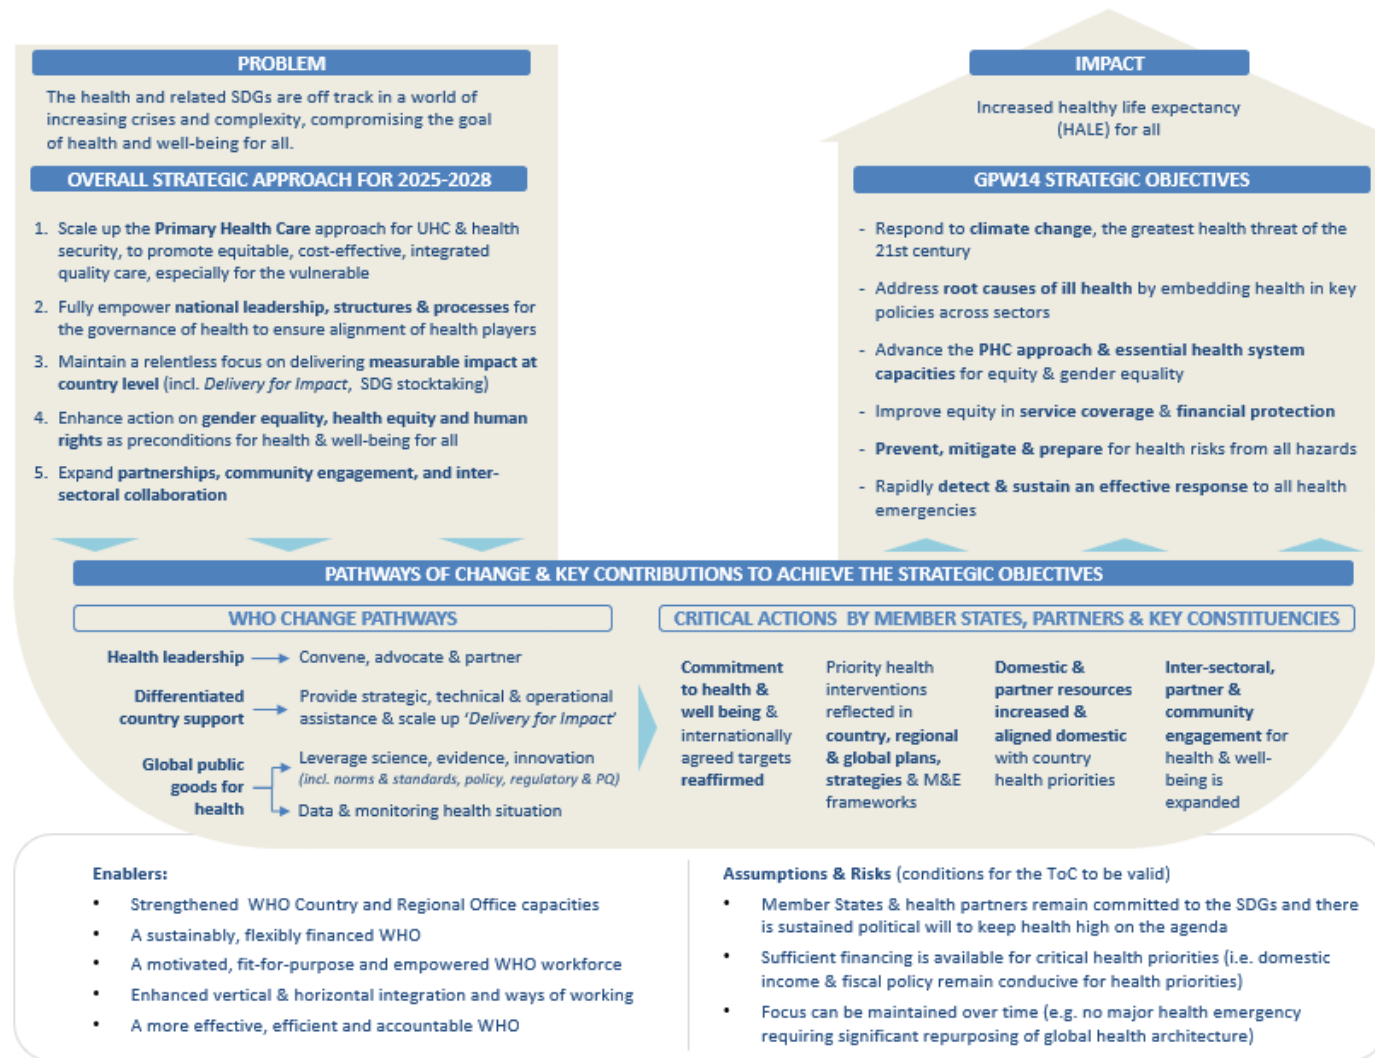 PROBLEM
The health and related SDGs are off track in a world of
increasing crises and complexity, compromising the goal
of health and well-being for all.
OVERALL STRATEGIC APPROACH FOR 2025-2028
1. Scale up the Primary Health Care approach for UHC & health
security, to promote equitable, cost-effective, integrated
quality care, especially for the vulnerable
2. Fully empower national leadership, structures & processes for
the governance of health to ensure alignment of health players
3. Maintain a relentless focus on delivering measurable impact at
country level (incl. Delivery for Impact, SDG stocktaking)
4. Enhance action on gender equality, health equity and human
rights as preconditions for health & well-being for all
5. Expand partnerships, community engagement, and inter-
sectoral collaboration
IMPACT
Increased healthy life expectancy
(HALE) for all
GPW14 STRATEGIC OBJECTIVES
- Respond to climate change, the greatest health threat of the
21st century
- Address root causes of ill health by embedding health in key
policies across sectors
- Advance the PHC approach & essential health system
capacities for equity & gender equality
- Improve equity in service coverage & financial protection
- Prevent, mitigate & prepare for health risks from all hazards
- Rapidly detect & sustain an effective response to all health
emergencies
PATHWAYS OF CHANGE & KEY CONTRIBUTIONS TO ACHIEVE THE STRATEGIC OBJECTIVES
WHO CHANGE PATHWAYS
Health leadership
Convene, advocate & partner
Differentiated
country support
Provide strategic, technical & operational
assistance & scale up ‘Delivery for Impact’
Global public
goods for
health
Leverage science, evidence, innovation
(incl. norms & standards, policy, regulatory & PQ)
Data & monitoring health situation
CRITICAL ACTIONS BY MEMBER STATES, PARTNERS & KEY CONSTITUENCIES
Commitment
to health &
well being &
internationally
agreed targets
reaffirmed
Priority health
interventions
reflected in
country, regional
& global plans,
strategies & M&E
frameworks
Domestic &
partner resources
increased &
aligned domestic
with country
health priorities
Inter-sectoral,
partner &
community
engagement for
health & well-
being is
expanded
Enablers:
• Strengthened WHO Country and Regional Office capacities
• A sustainably, flexibly financed WHO
• A motivated, fit-for-purpose and empowered WHO workforce
• Enhanced vertical & horizontal integration and ways of working
• A more effective, efficient and accountable WHO
Assumptions & Risks (conditions for the ToC to be valid)
• Member States & health partners remain committed to the SDGs and there
is sustained political will to keep health high on the agenda
• Sufficient financing is available for critical health priorities (i.e. domestic
income & fiscal policy remain conducive for health priorities)
• Focus can be maintained over time (e.g. no major health emergency
requiring significant repurposing of global health architecture)